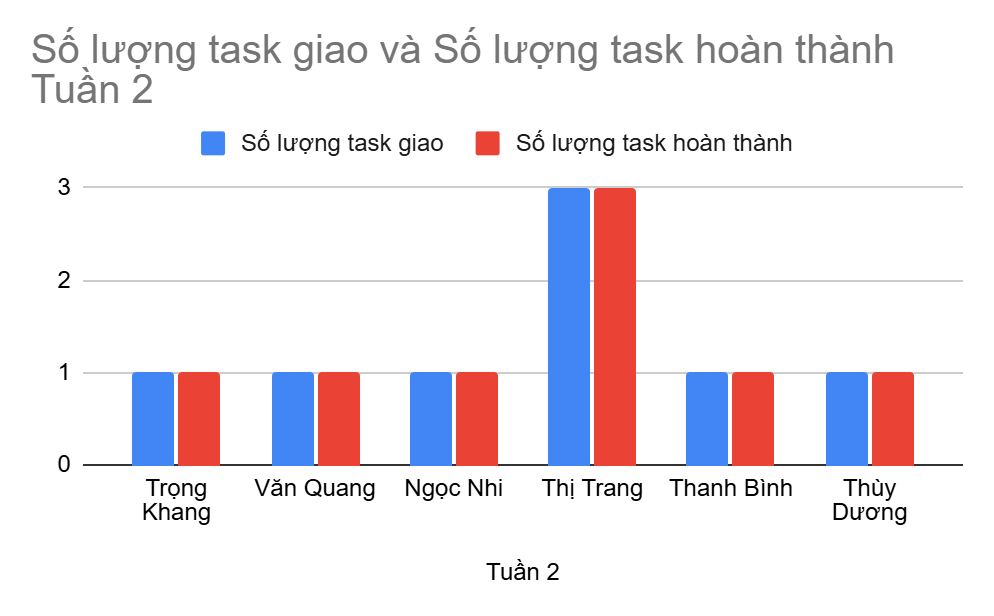 Số lượng task giao và Số lượng task hoàn thành
Tuần 2
Số lượng task giao
Số lượng task hoàn thành
3
2
1
0
Trọng
Khang
Văn Quang
Ngọc Nhi
Thị Trang
Thanh Bình
Thùy
Dương
Tuần 2